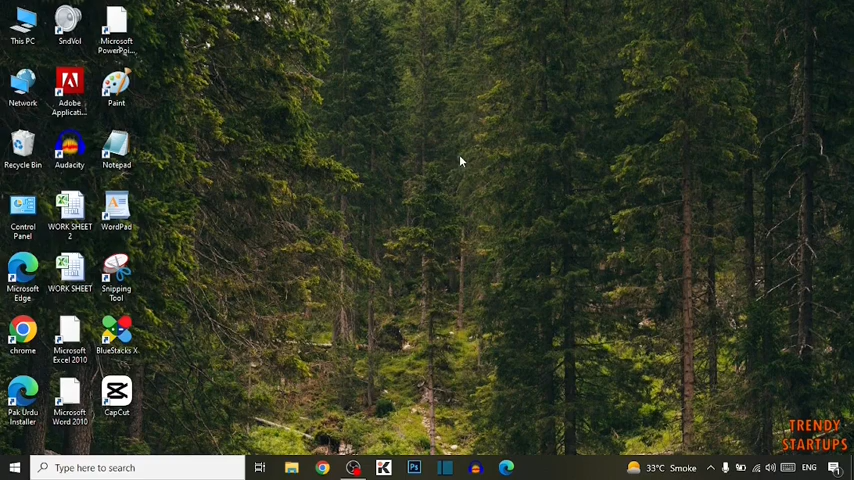 This PC
SndVol
Microsoft
PowerPoi...
Network
Adobe
Applicati...
Paint
Recycle Bin
Audacity
Notepad
Control
Panel
WORK SHEET
2
WordPad
Microsoft
Edge
WORK SHEET
Snipping
Tool
chrome
Microsoft
Excel 2010
BlueStacks X
Pak Urdu
Installer
Microsoft
Word 2010
CapCut
TRENDY
STARTUPS
Type here to search
33°C Smoke
ENG